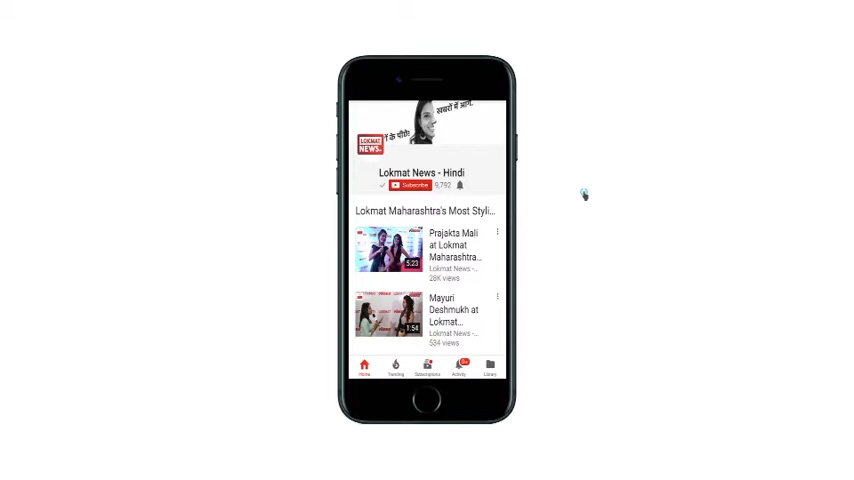 खबरों में आगे,
के पीछे!
LOKMAT
NEWS
Lokmat News - Hindi
Subscribe 9,792
Lokmat Maharashtra's Most Styli...
Prajakta Mali
at Lokmat
Maharashtra...
Lokmat News -...
28K views
5:23
Mayuri
Deshmukh at
Lokmat...
Lokmat News -...
534 views
1:54
Home Trending Subscriptions Activity Library
9+